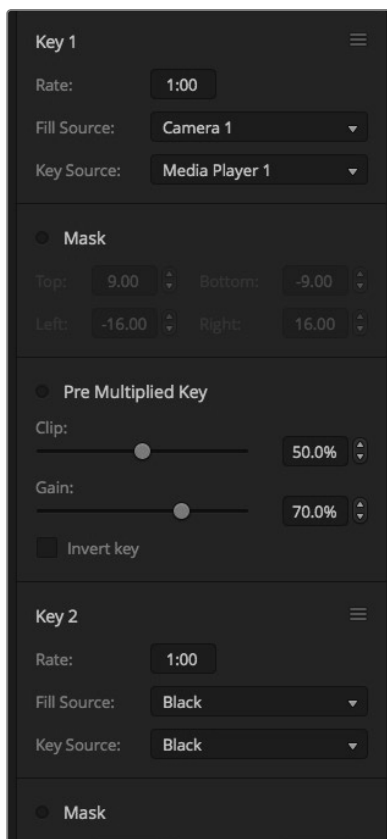 Key 1
Rate: 1:00
Fill Source: Camera 1
Key Source: Media Player 1
Mask
Top: 9.00 Bottom: -9.00
Left: -16.00 Right: 16.00
Pre Multiplied Key
Clip:
50.0%
Gain:
70.0%
Invert key
Key 2
Rate: 1:00
Fill Source: Black
Key Source: Black
Mask